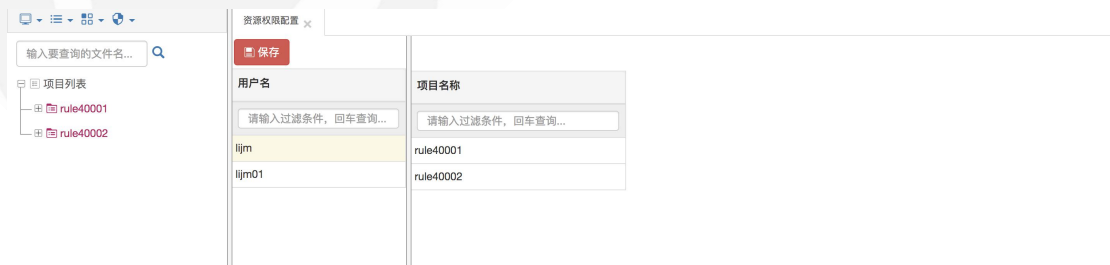 资源权限配置
输入要查询的文件名...
保存
项目列表
rule40001
rule40002
用户名
请输入过滤条件，回车查询...
lijm
lijm01
项目名称
请输入过滤条件，回车查询...
rule40001
rule40002